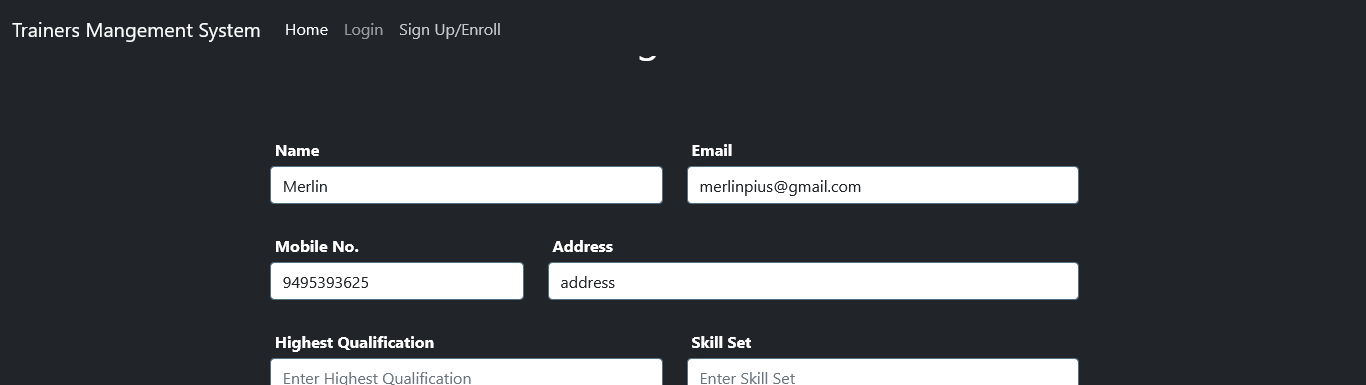 Trainers Mangement System Home Login Sign Up/Enroll
Name Email
Merlin merlinpius@gmail.com
Mobile No. Address
9495393625 address
Highest Qualification Skill Set
Enter Highest Qualification Enter Skill Set